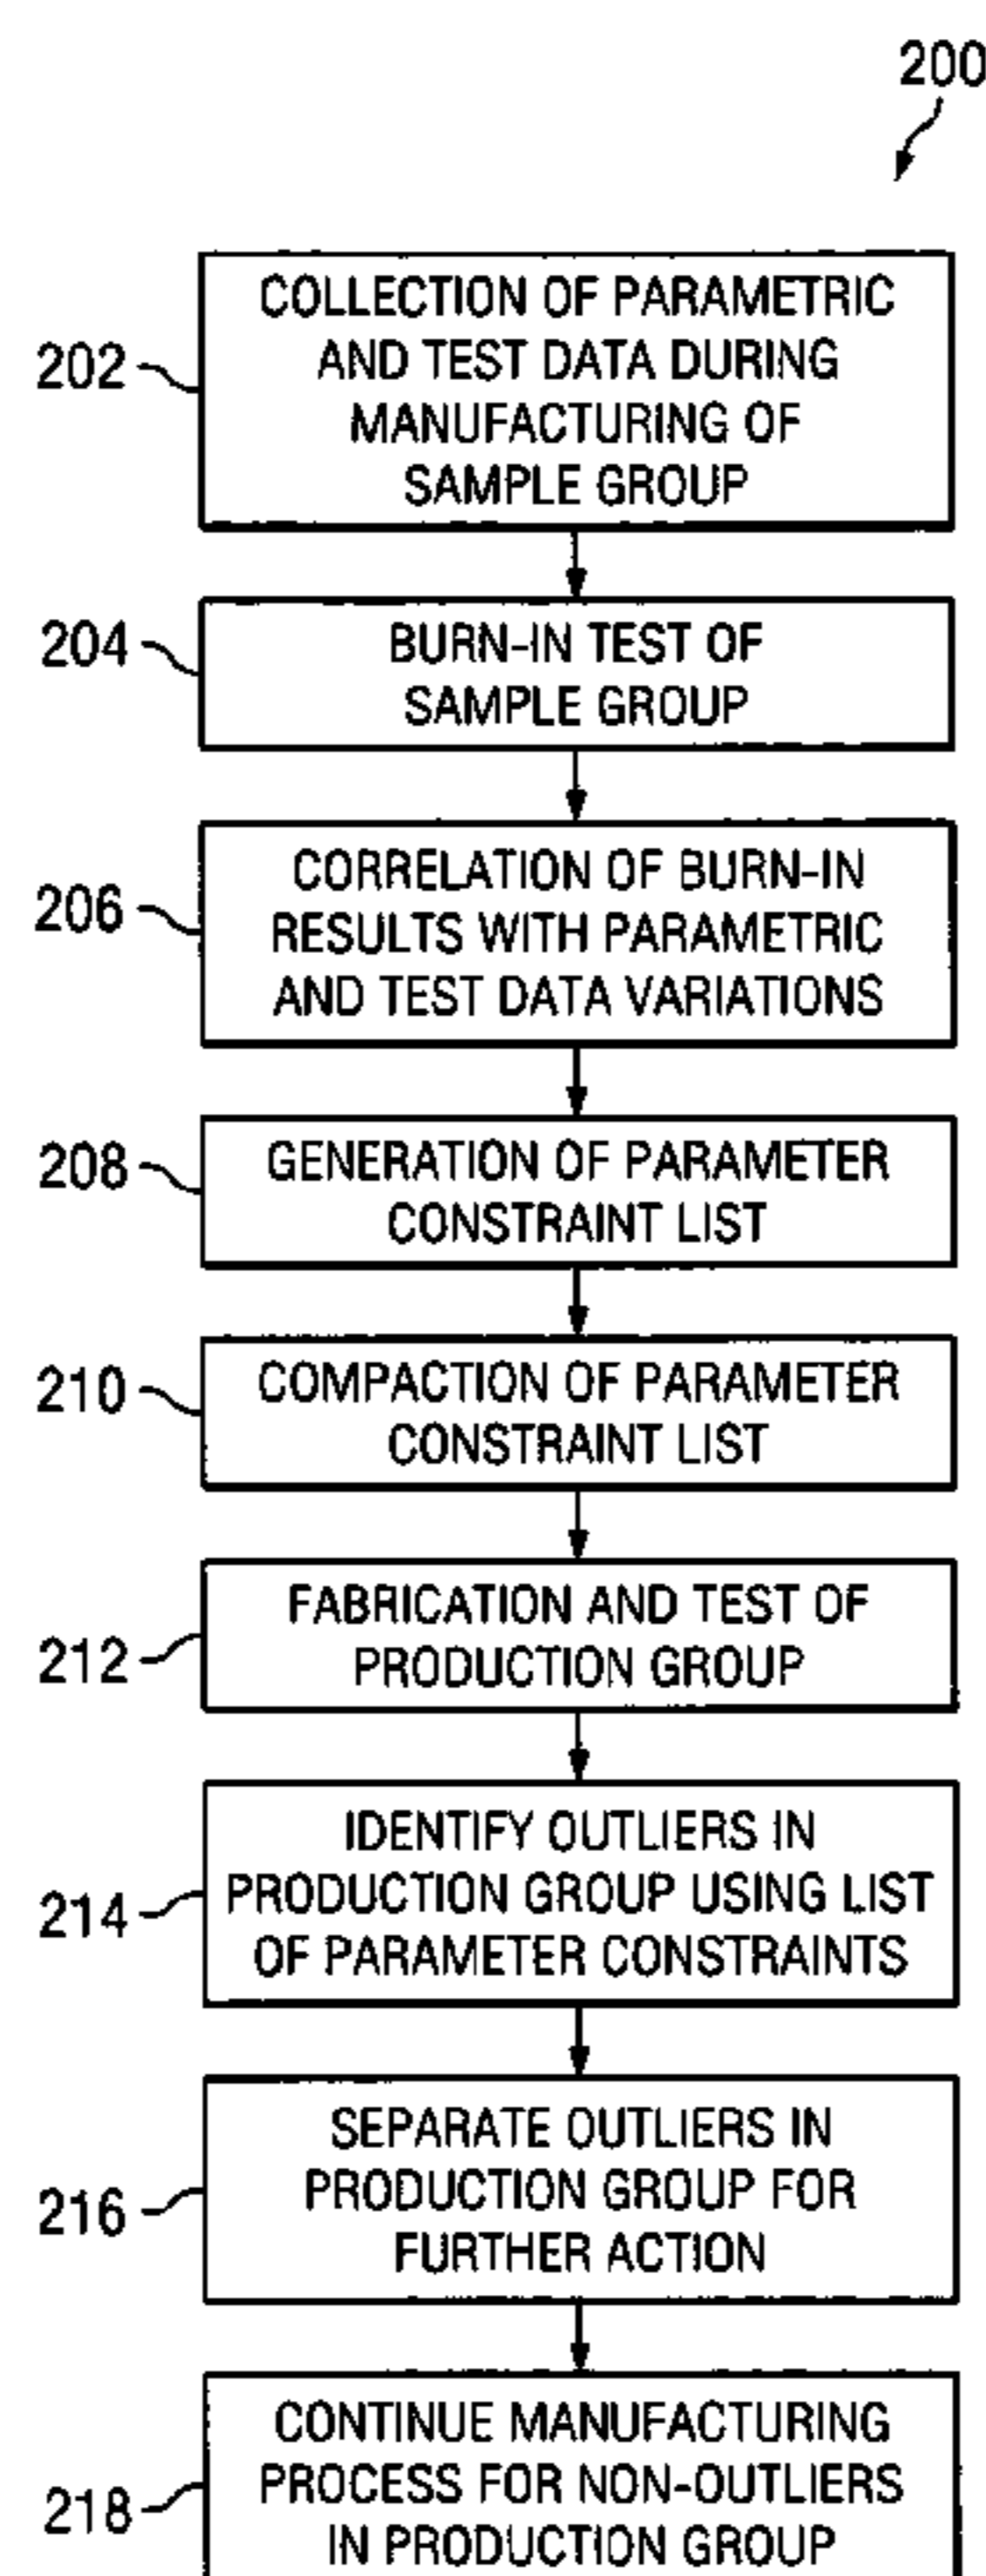 200
202
COLLECTION OF PARAMETRIC
AND TEST DATA DURING
MANUFACTURING OF
SAMPLE GROUP
204
BURN-IN TEST OF
SAMPLE GROUP
206
CORRELATION OF BURN-IN
RESULTS WITH PARAMETRIC
AND TEST DATA VARIATIONS
208
GENERATION OF PARAMETER
CONSTRAINT LIST
210
COMPACTION OF PARAMETER
CONSTRAINT LIST
212
FABRICATION AND TEST OF
PRODUCTION GROUP
214
IDENTIFY OUTLIERS IN
PRODUCTION GROUP USING LIST
OF PARAMETER CONSTRAINTS
216
SEPARATE OUTLIERS IN
PRODUCTION GROUP FOR
FURTHER ACTION
218
CONTINUE MANUFACTURING
PROCESS FOR NON-OUTLIERS
IN PRODUCTION GROUP